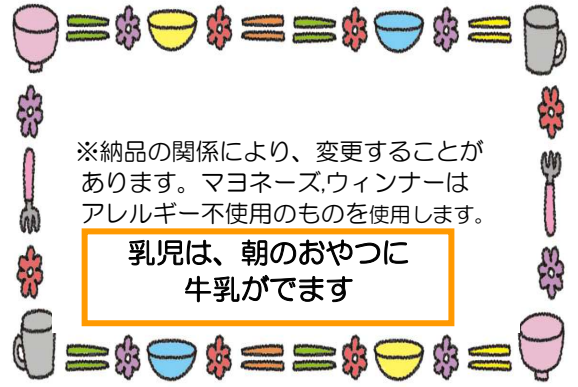 ※納品の関係により、変更することが
あります。マヨネーズ,ウィンナーは
アレルギー不使用のものを使用します。
乳児は、朝のおやつに
牛乳がでます